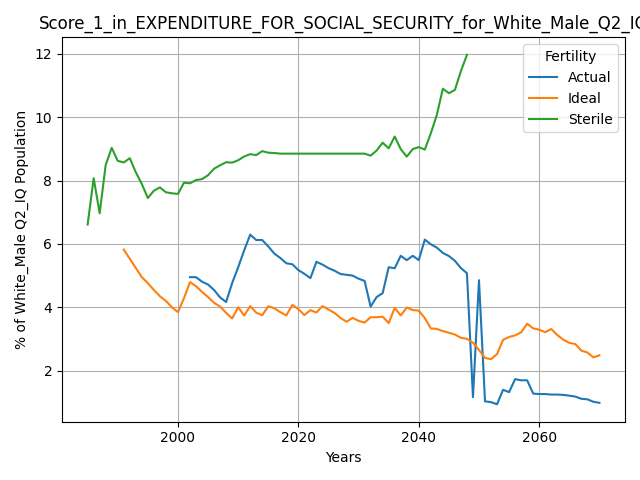 Score_1_in_EXPENDITURE_FOR_SOCIAL_SECURITY_for_White_Male_Q2_IQ
Fertility
Actual
Ideal
Sterile
12
10
8
6
4
2
% of White_Male Q2_IQ Population
2000
2020
2040
2060
Years